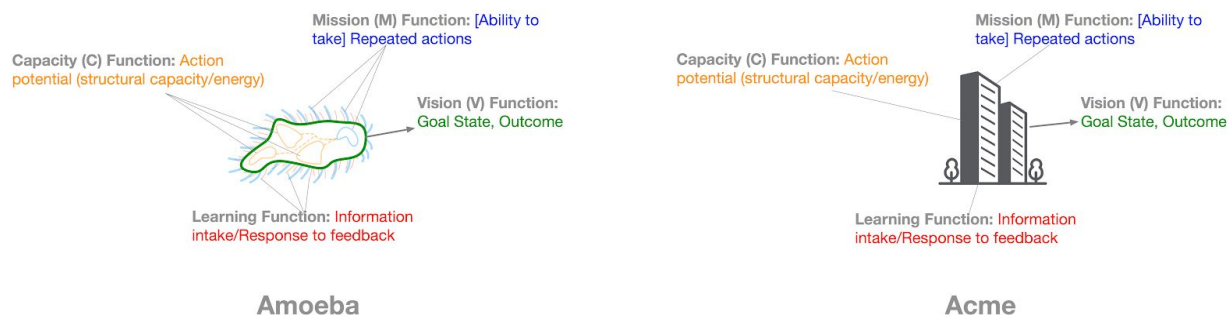 Mission (M) Function: [Ability to
take] Repeated actions
Capacity (C) Function: Action
potential (structural capacity/energy)
Vision (V) Function:
Goal State, Outcome
Learning Function: Information
intake/Response to feedback
Amoeba
Mission (M) Function: [Ability to
take] Repeated actions
Capacity (C) Function: Action
potential (structural capacity/energy)
Vision (V) Function:
Goal State, Outcome
Learning Function: Information
intake/Response to feedback
Acme